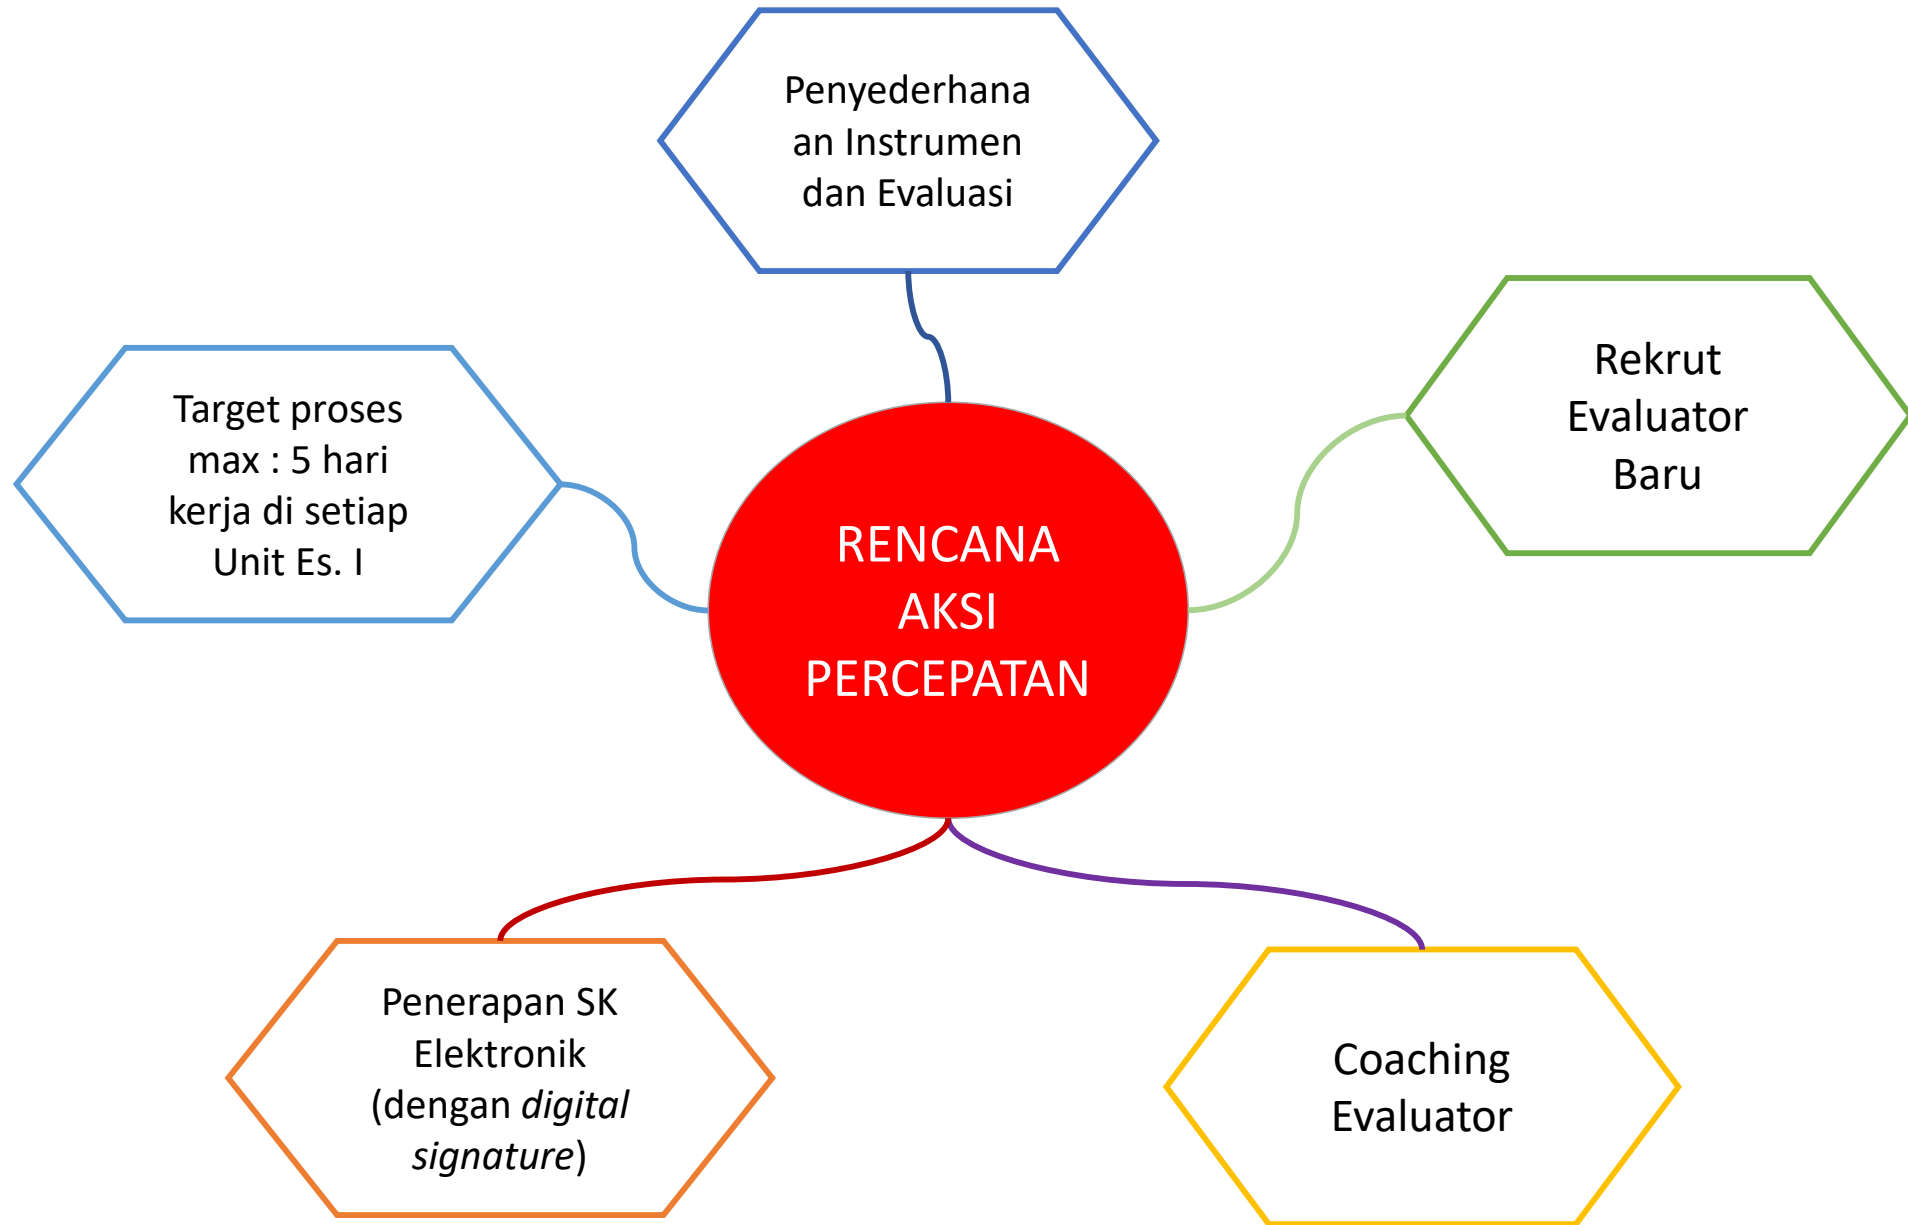 Penyederhana
an Instrumen
dan Evaluasi
Rekrut
Evaluator
Baru
Target proses
max : 5 hari
kerja di setiap
Unit Es. I
RENCANA
AKSI
PERCEPATAN
Penerapan SK
Elektronik
(dengan digital
signature)
Coaching
Evaluator